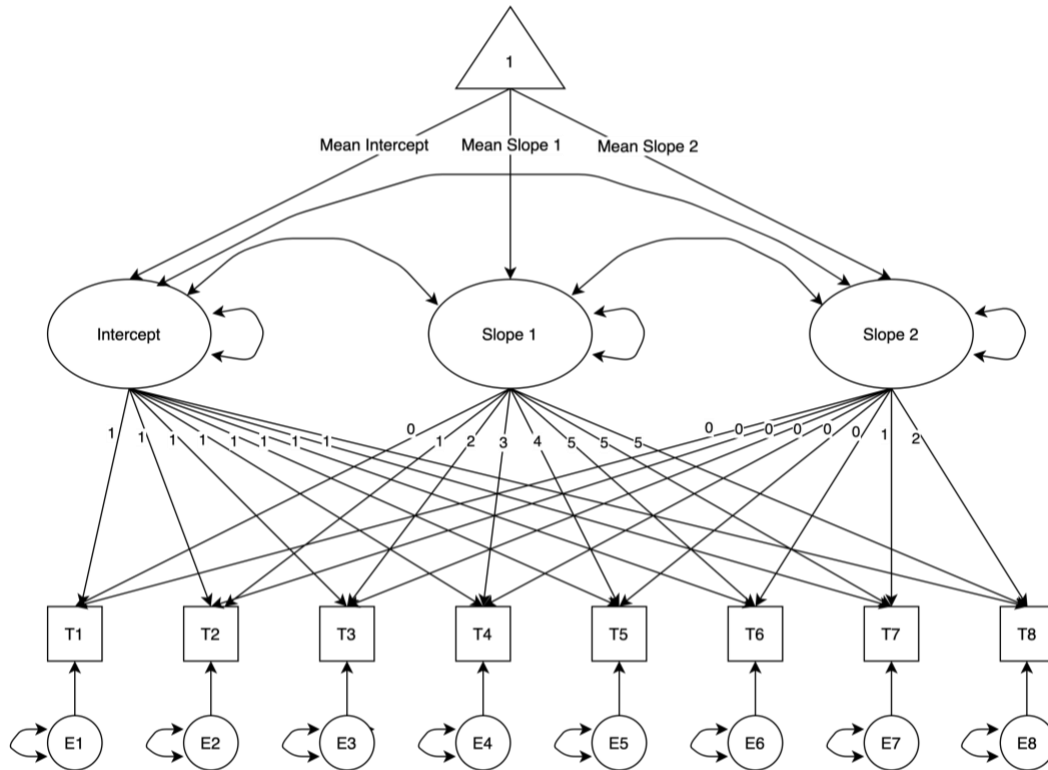 1
Mean Intercept Mean Slope 1 Mean Slope 2
Intercept Slope 1 Slope 2
1 1 1 1 1 1 1 1 0 1 2 3 4 5 5 5 0 0 0 0 0 0 1 2
T1 T2 T3 T4 T5 T6 T7 T8
E1 E2 E3 E4 E5 E6 E7 E8